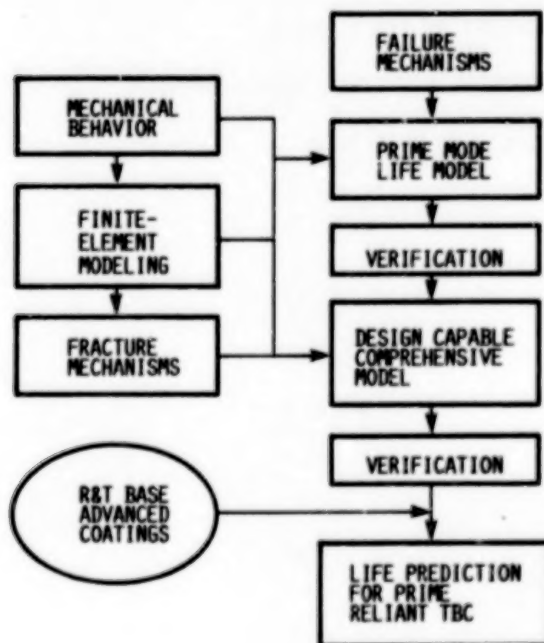 FAILURE
MECHANISMS
MECHANICAL
BEHAVIOR
PRIME MODE
LIFE MODEL
FINITE-
ELEMENT
MODELING
VERIFICATION
FRACTURE
MECHANISMS
DESIGN CAPABLE
COMPREHENSIVE
MODEL
VERIFICATION
R&T BASE
ADVANCED
COATINGS
LIFE PREDICTION
FOR PRIME
RELIANT TBC